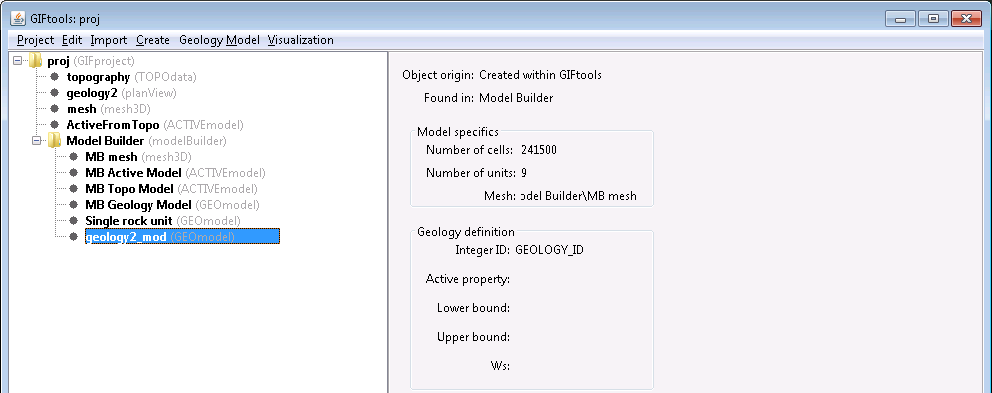 GIFtools: proj
Project Edit Import Create Geology Model Visualization
proj (GIFproject)
topography (TOPOdata)
geology2 (planView)
mesh (mesh3D)
ActiveFromTopo (ACTIVEmodel)
Model Builder (modelBuilder)
MB mesh (mesh3D)
MB Active Model (ACTIVEmodel)
MB Topo Model (ACTIVEmodel)
MB Geology Model (GEOmodel)
Single rock unit (GEOmodel)
geology2_mod (GEOmodel)
Object origin: Created within GIFtools
Found in: Model Builder
Model specifics
Number of cells: 241500
Number of units: 9
Mesh: odel Builder\MB mesh
Geology definition
Integer ID: GEOLOGY_ID
Active property:
Lower bound:
Upper bound:
Ws: